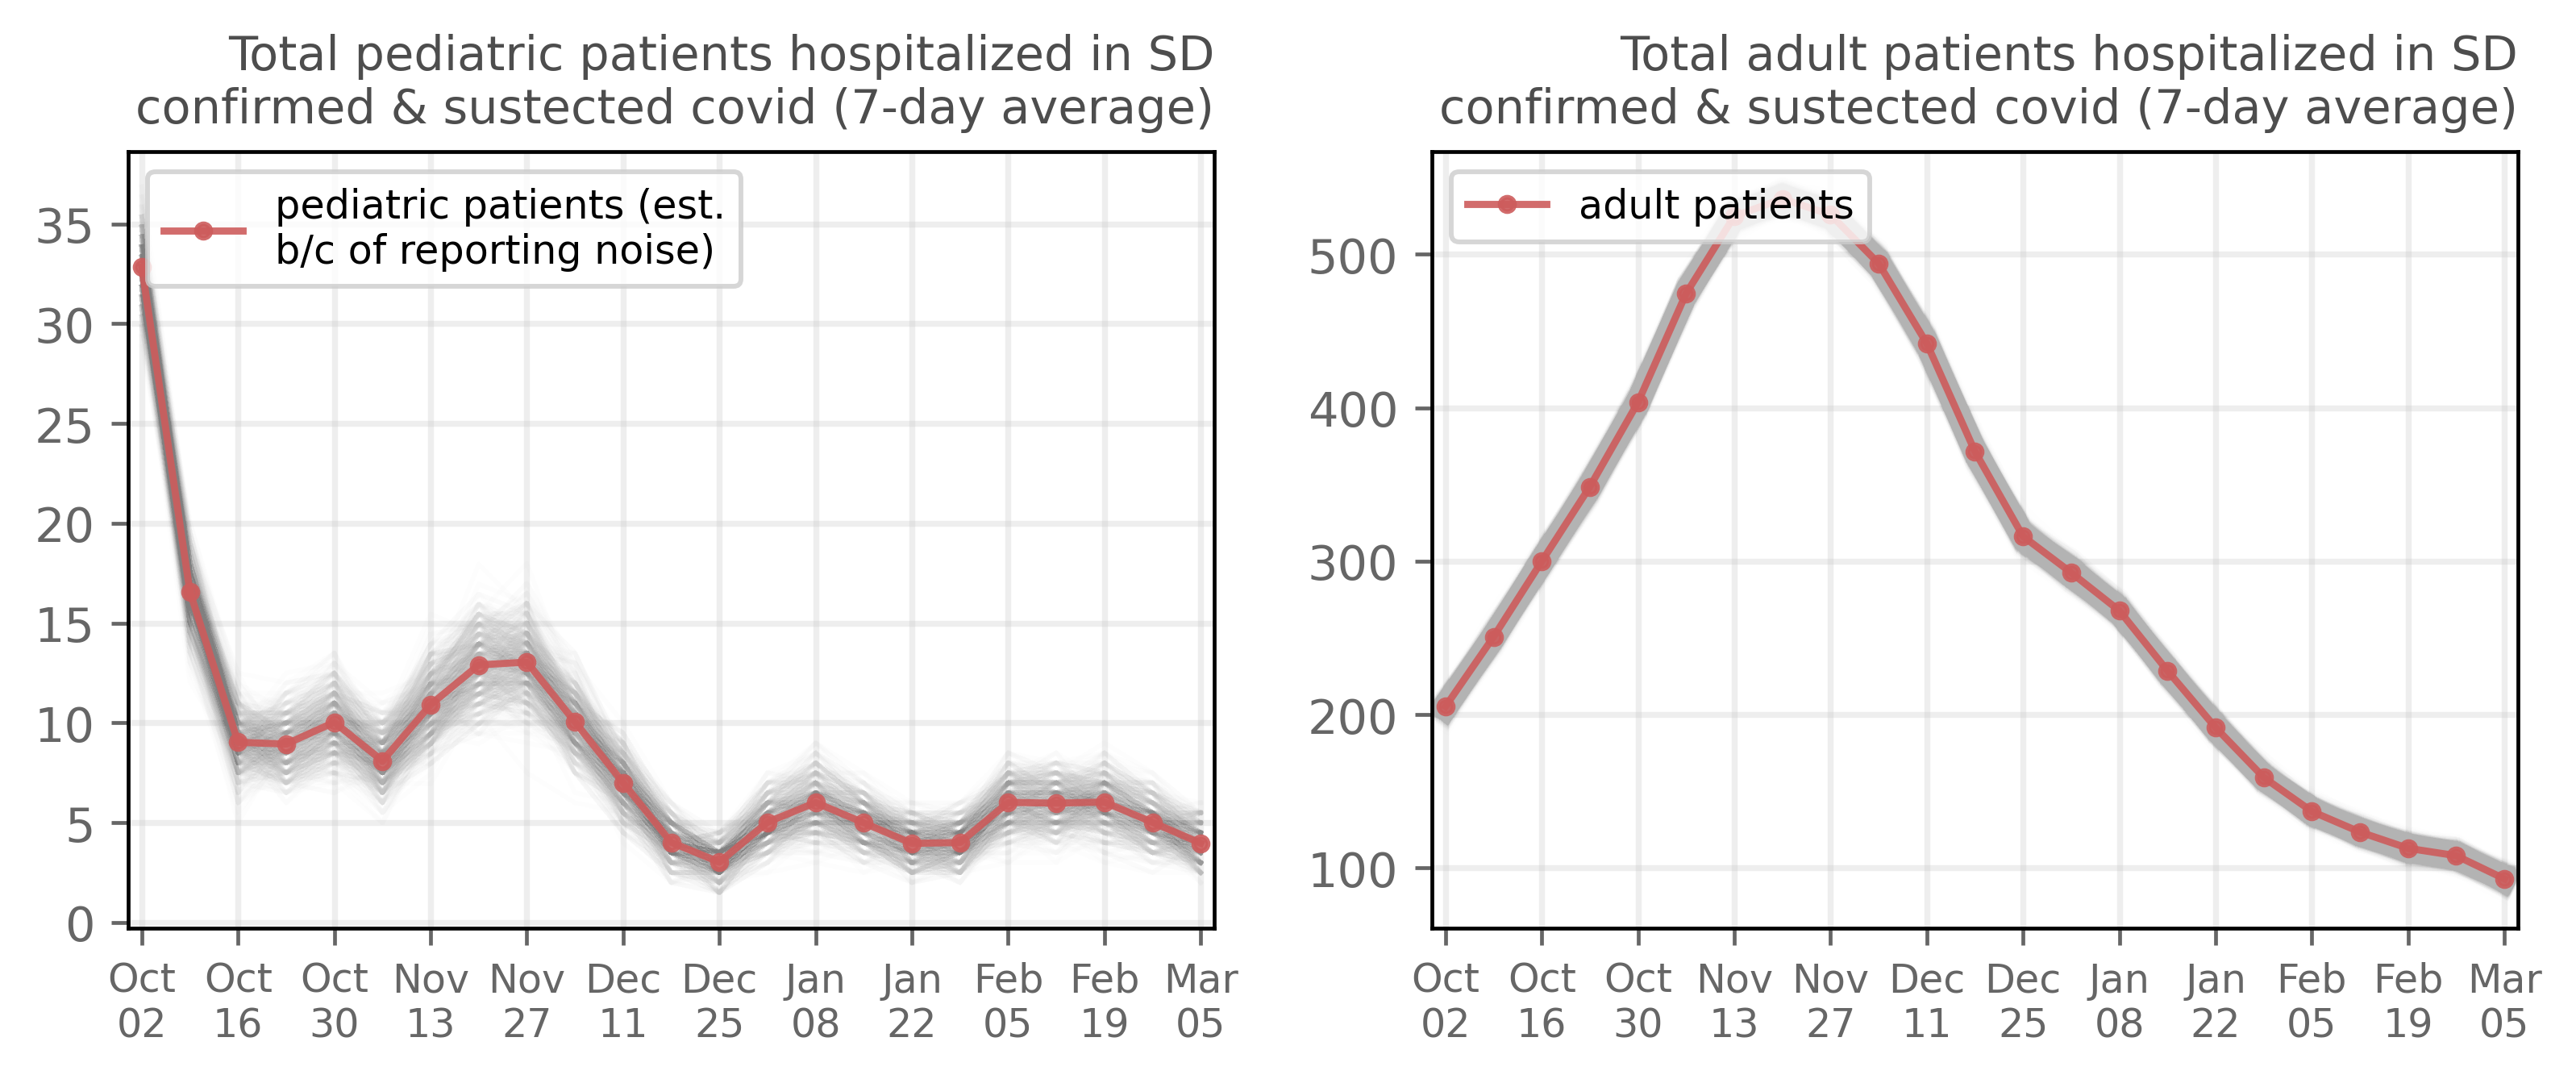 Total pediatric patients hospitalized in SD
confirmed & sustected covid (7-day average)
pediatric patients (est.
b/c of reporting noise)
35
30
25
20
15
10
5
0
Oct Oct Oct Nov Nov Dec Dec Jan Jan Feb Feb Mar
02 16 30 13 27 11 25 08 22 05 19 05
Total adult patients hospitalized in SD
confirmed & sustected covid (7-day average)
adult patients
500
400
300
200
100
Oct Oct Oct Nov Nov Dec Dec Jan Jan Feb Feb Mar
02 16 30 13 27 11 25 08 22 05 19 05